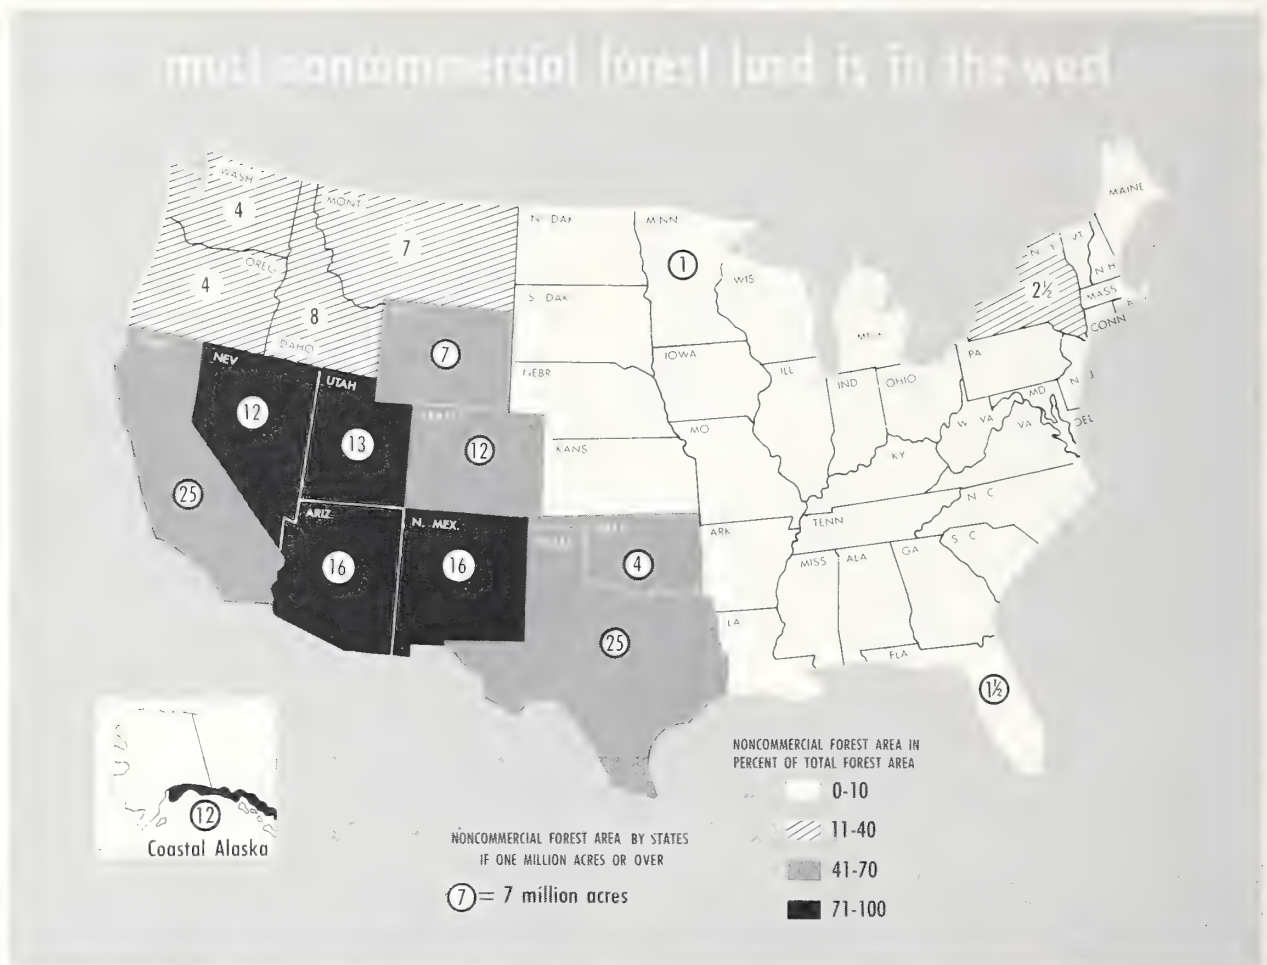 most noncommercial forest land is in the west
WASH
4
MONT
7
OREG
4
8
IDAHO
N DAK
MINN
1
S DAK
WIS
7
NEV
12
UTAH
13
12
25
ARIZ
16
N. MEX.
16
NEBR
IOWA
KANS
MO
ILL
IND
OHIO
KY
W VA
VA
MD
DEL
N J
PA
N Y
2½
VT
N H
MASS
CONN
MAINE
4
25
ARK
LA
TENN
N C
S C
MISS
ALA
GA
FLA
1½
12
Coastal Alaska
NONCOMMERCIAL FOREST AREA BY STATES
IF ONE MILLION ACRES OR OVER
7 = 7 million acres
NONCOMMERCIAL FOREST AREA IN
PERCENT OF TOTAL FOREST AREA
0-10
11-40
41-70
71-100